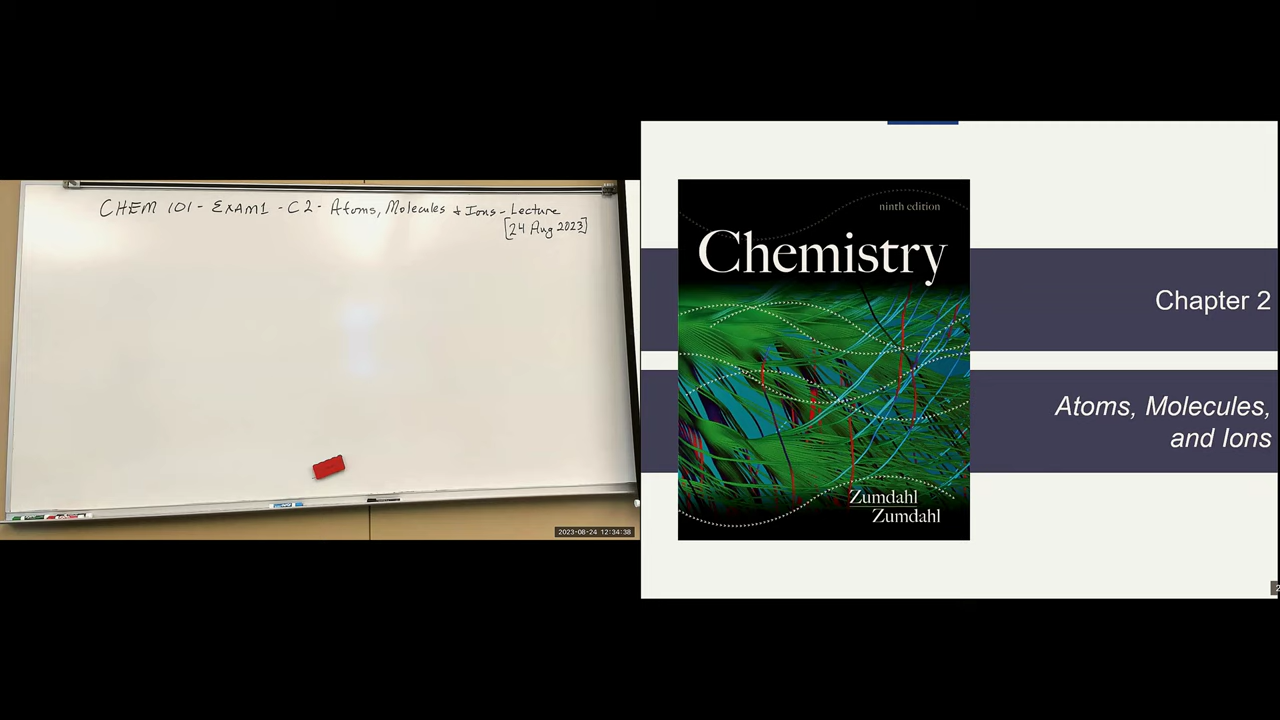 CHEM 101 - EXAM1 - C2 - Atoms, Molecules & Ions - Lecture
[24 Aug 2023]
2023-08-24 12:34:38
ninth edition
Chemistry
Zumdahl
Zumdahl
Chapter 2
Atoms, Molecules,
and Ions
2